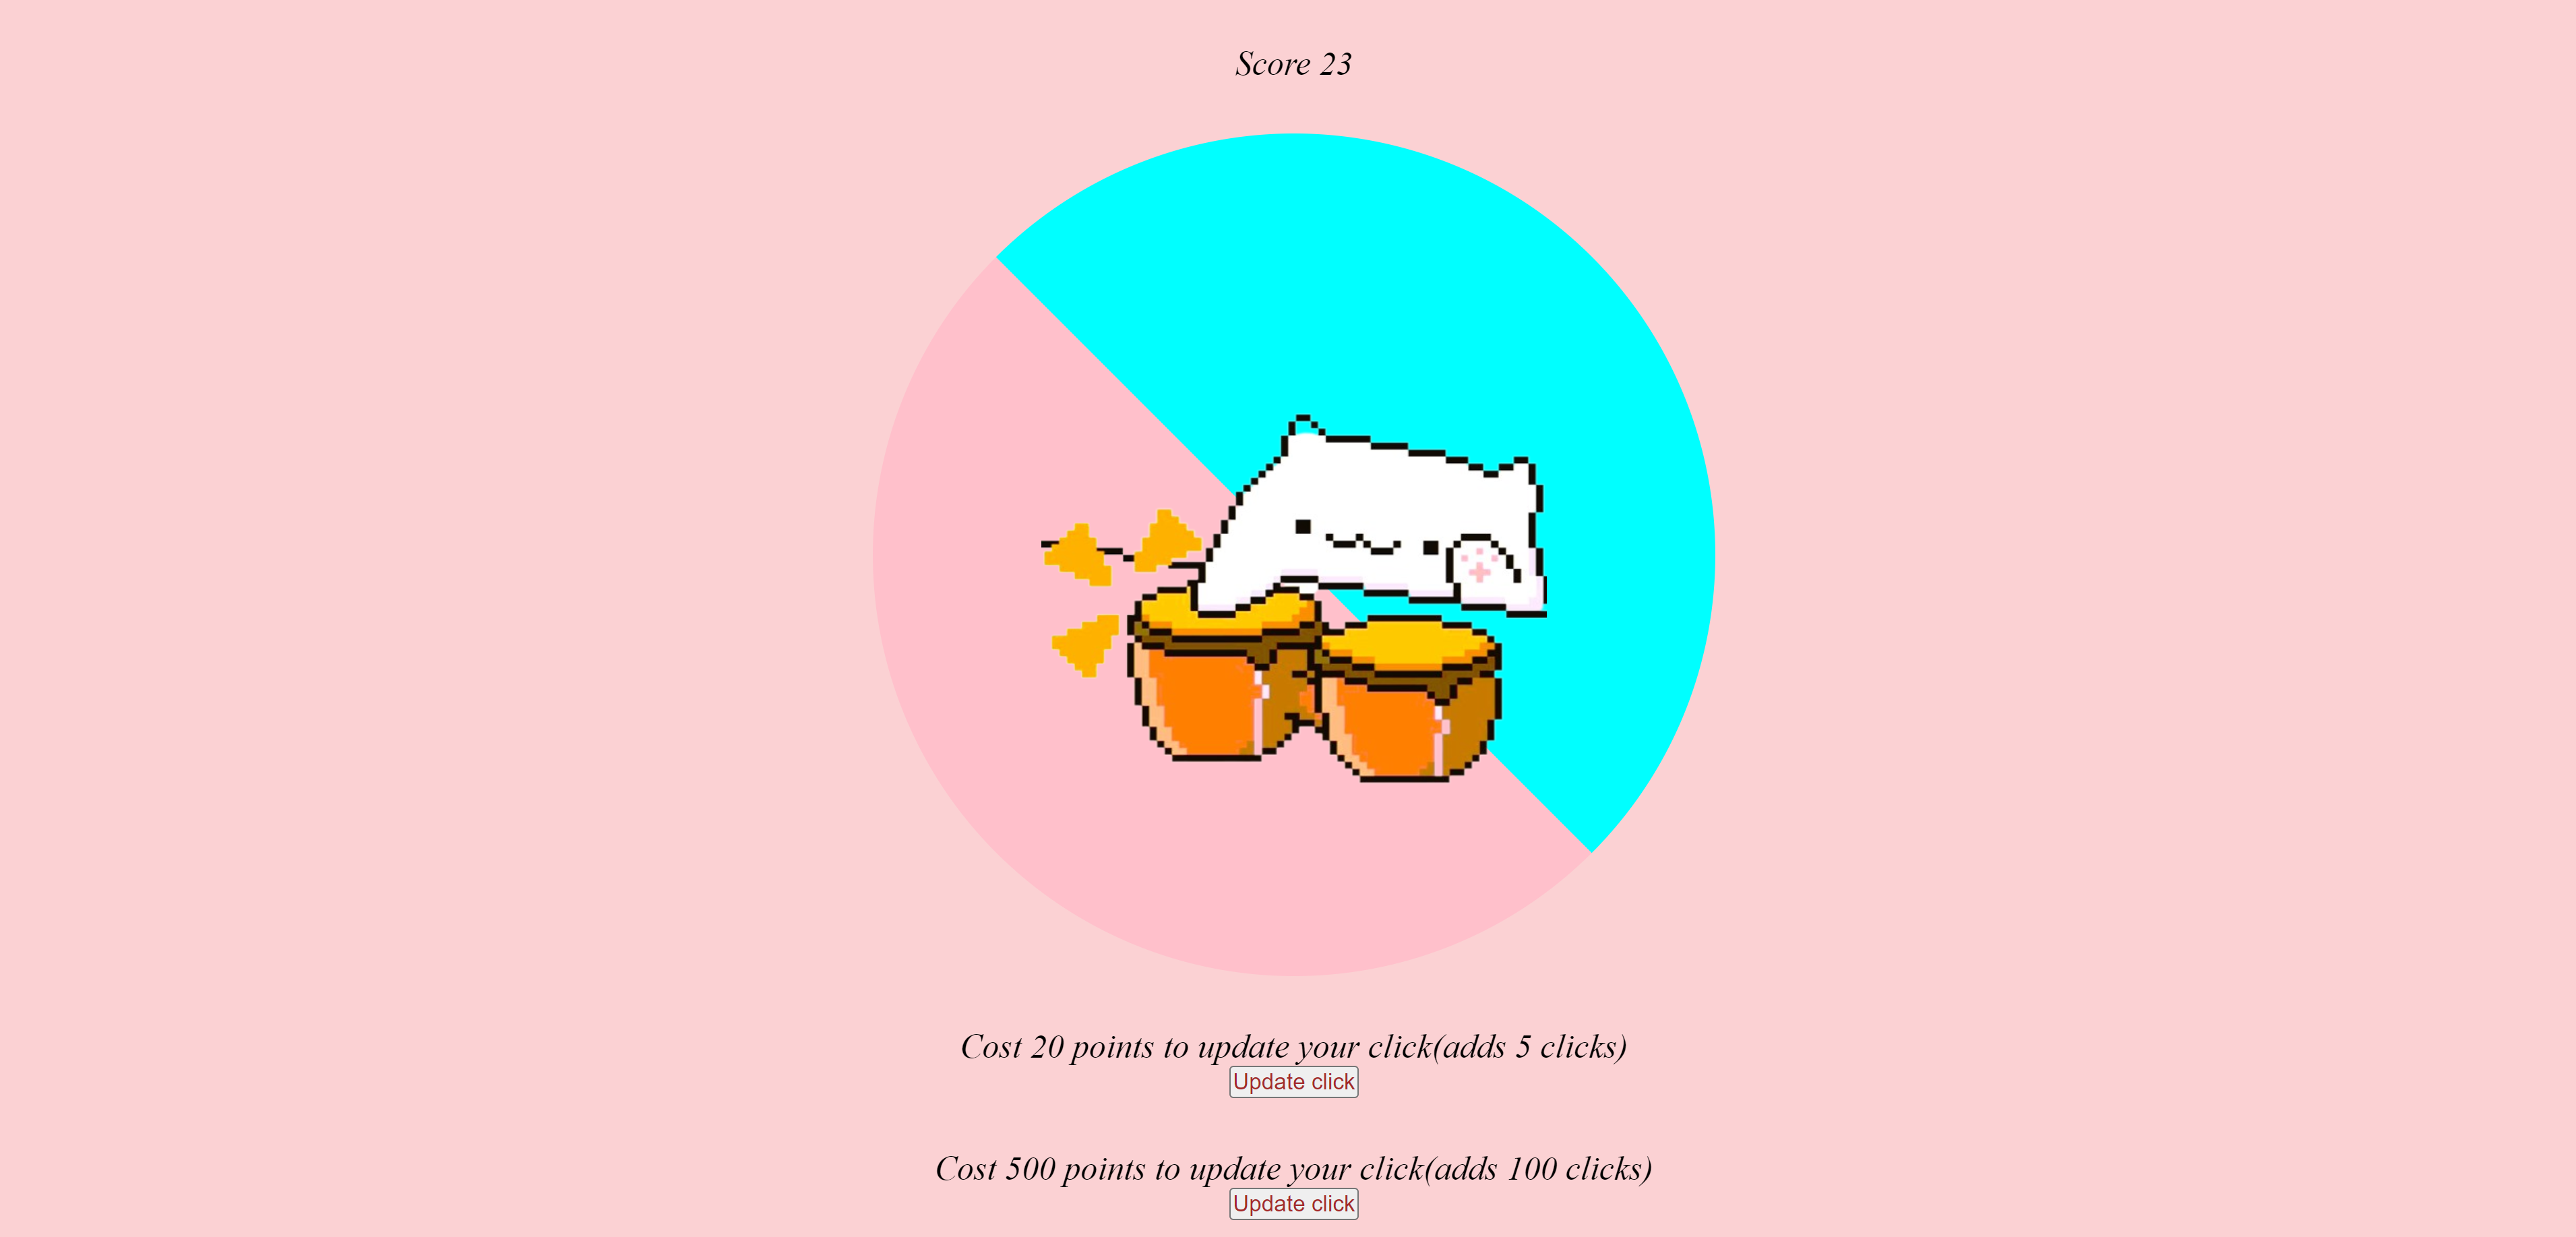 Score 23
Cost 20 points to update your click(adds 5 clicks)
Update click
Cost 500 points to update your click(adds 100 clicks)
Update click